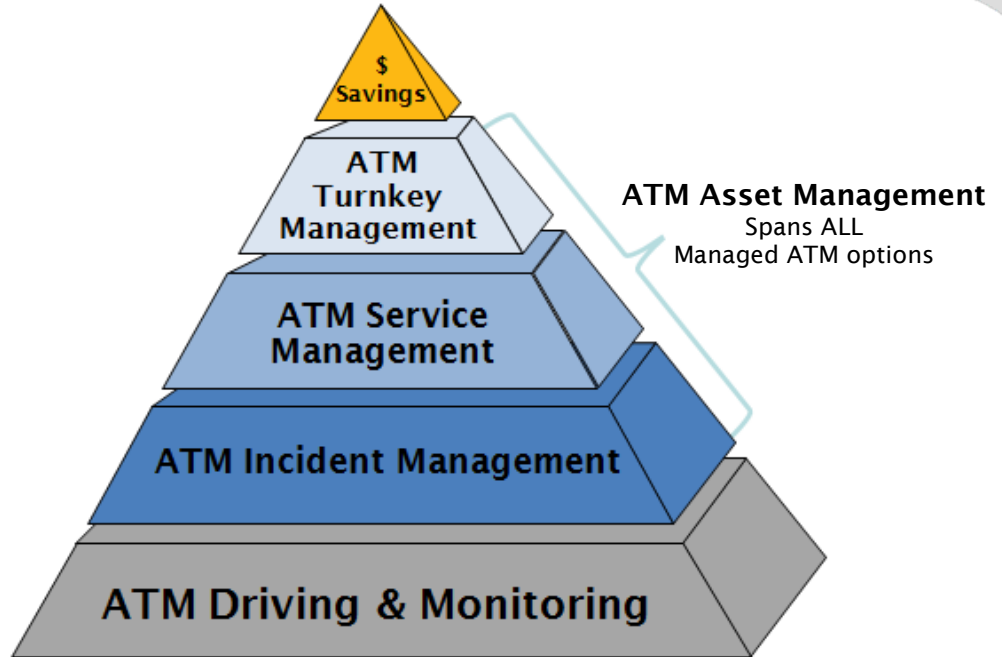 $
Savings
ATM
Turnkey
Management
ATM Asset Management
Spans ALL
Managed ATM options
ATM Service
Management
ATM Incident Management
ATM Driving & Monitoring